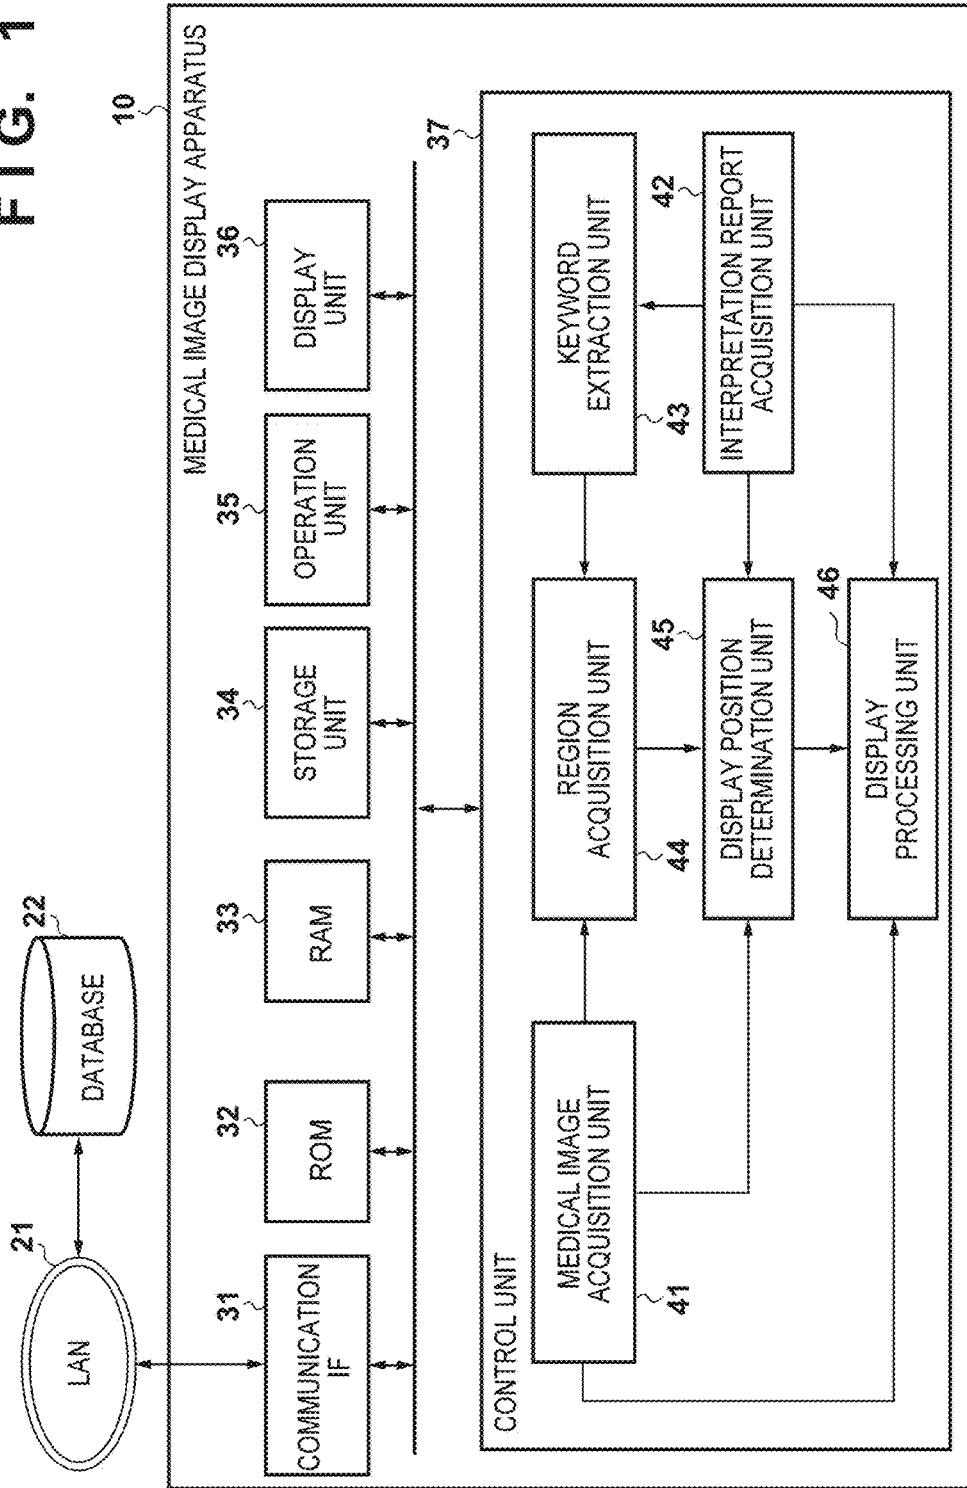 FIG. 1
21
LAN
22
DATABASE
10
MEDICAL IMAGE DISPLAY APPARATUS
31
COMMUNICATION
IF
32
ROM
33
RAM
34
STORAGE
UNIT
35
OPERATION
UNIT
36
DISPLAY
UNIT
37
CONTROL UNIT
41
MEDICAL IMAGE
ACQUISITION UNIT
44
REGION
ACQUISITION UNIT
43
KEYWORD
EXTRACTION UNIT
45
DISPLAY POSITION
DETERMINATION UNIT
42
INTERPRETATION REPORT
ACQUISITION UNIT
46
DISPLAY
PROCESSING UNIT